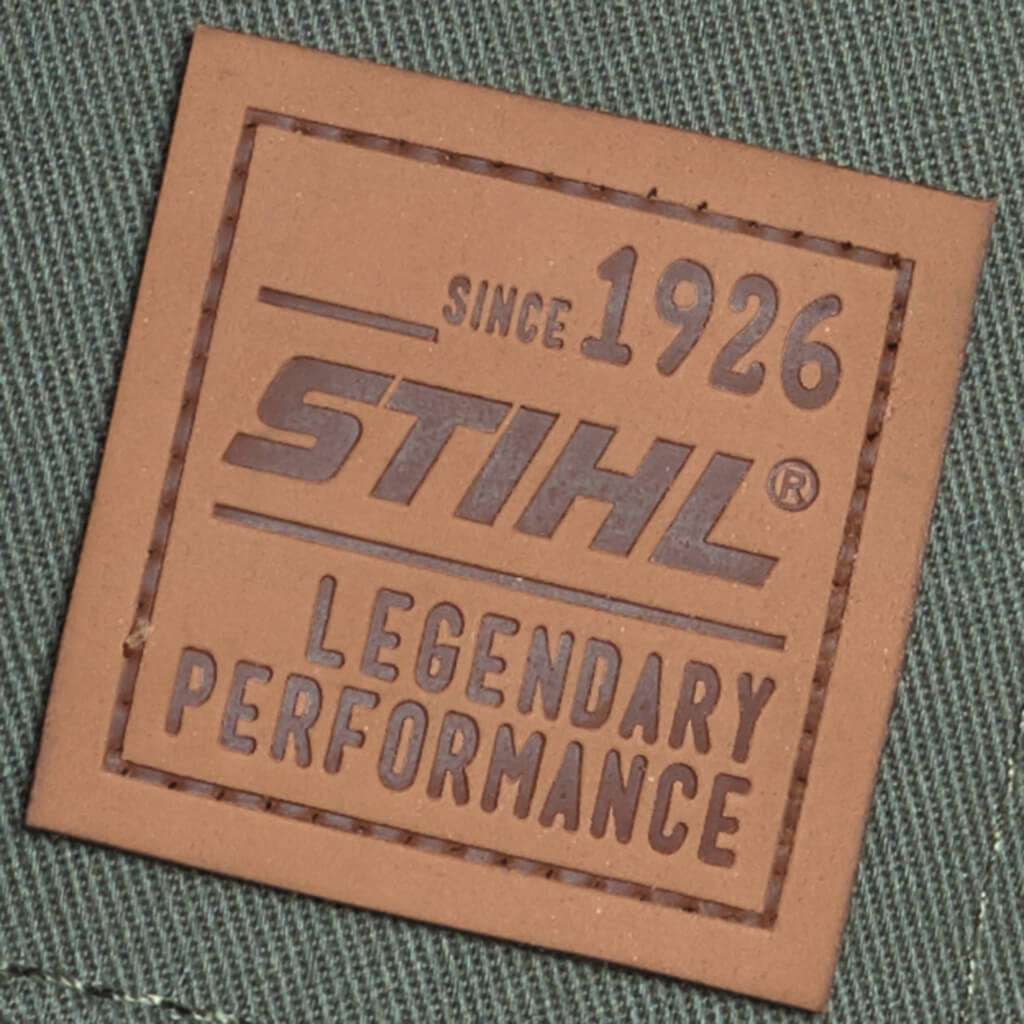 SINCE 1926
STIHL®
LEGENDARY
PERFORMANCE